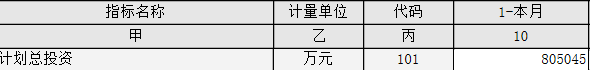 指标名称 计量单位 代码 1-本月
甲 乙 丙 10
计划总投资 万元 101 805045